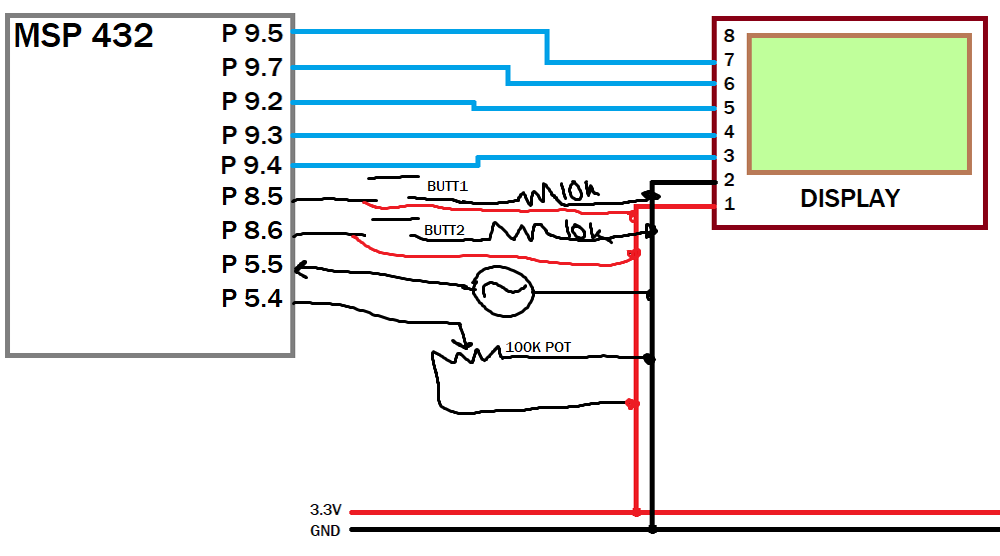 MSP 432
P 9.5
P 9.7
P 9.2
P 9.3
P 9.4
P 8.5
P 8.6
P 5.5
P 5.4
8
7
6
5
4
3
2
1
DISPLAY
BUTT1
10k
BUTT2
10k
100K POT
3.3V
GND